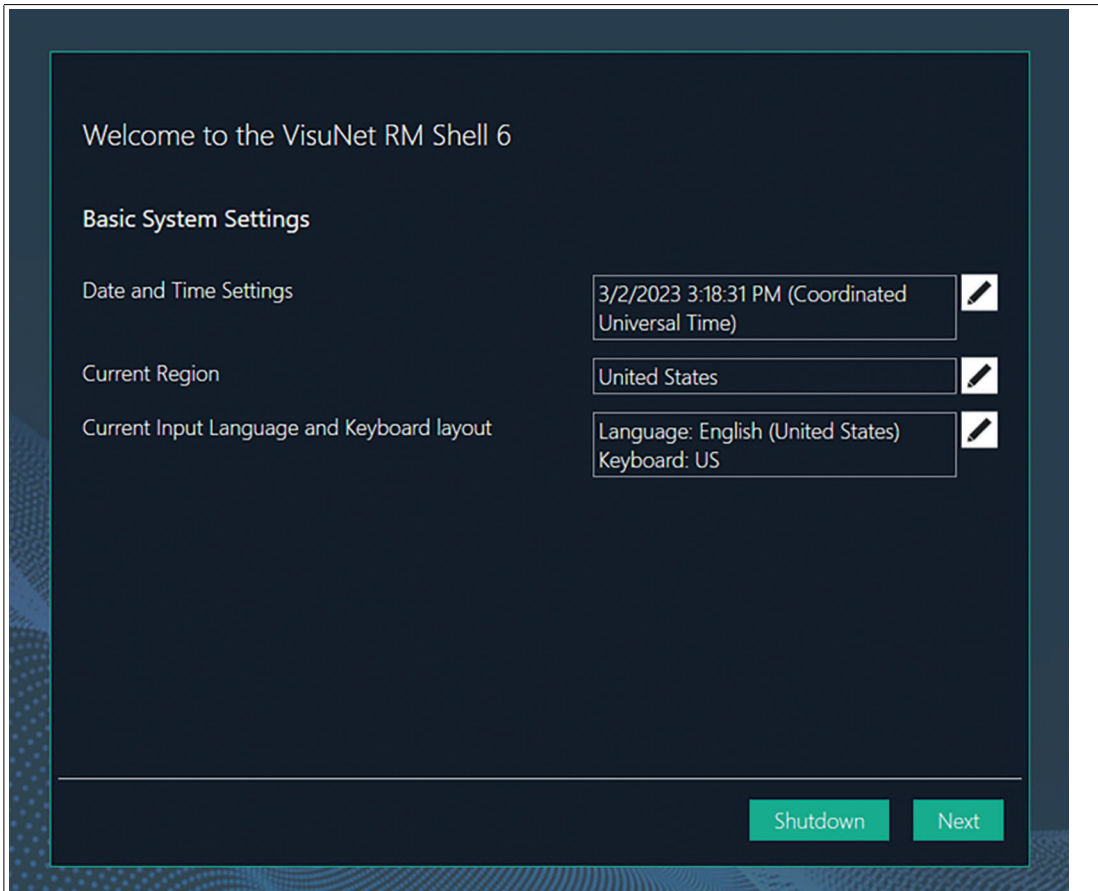 Welcome to the VisuNet RM Shell 6
Basic System Settings
Date and Time Settings
3/2/2023 3:18:31 PM (Coordinated
Universal Time)
Current Region
United States
Current Input Language and Keyboard layout
Language: English (United States)
Keyboard: US
Shutdown
Next